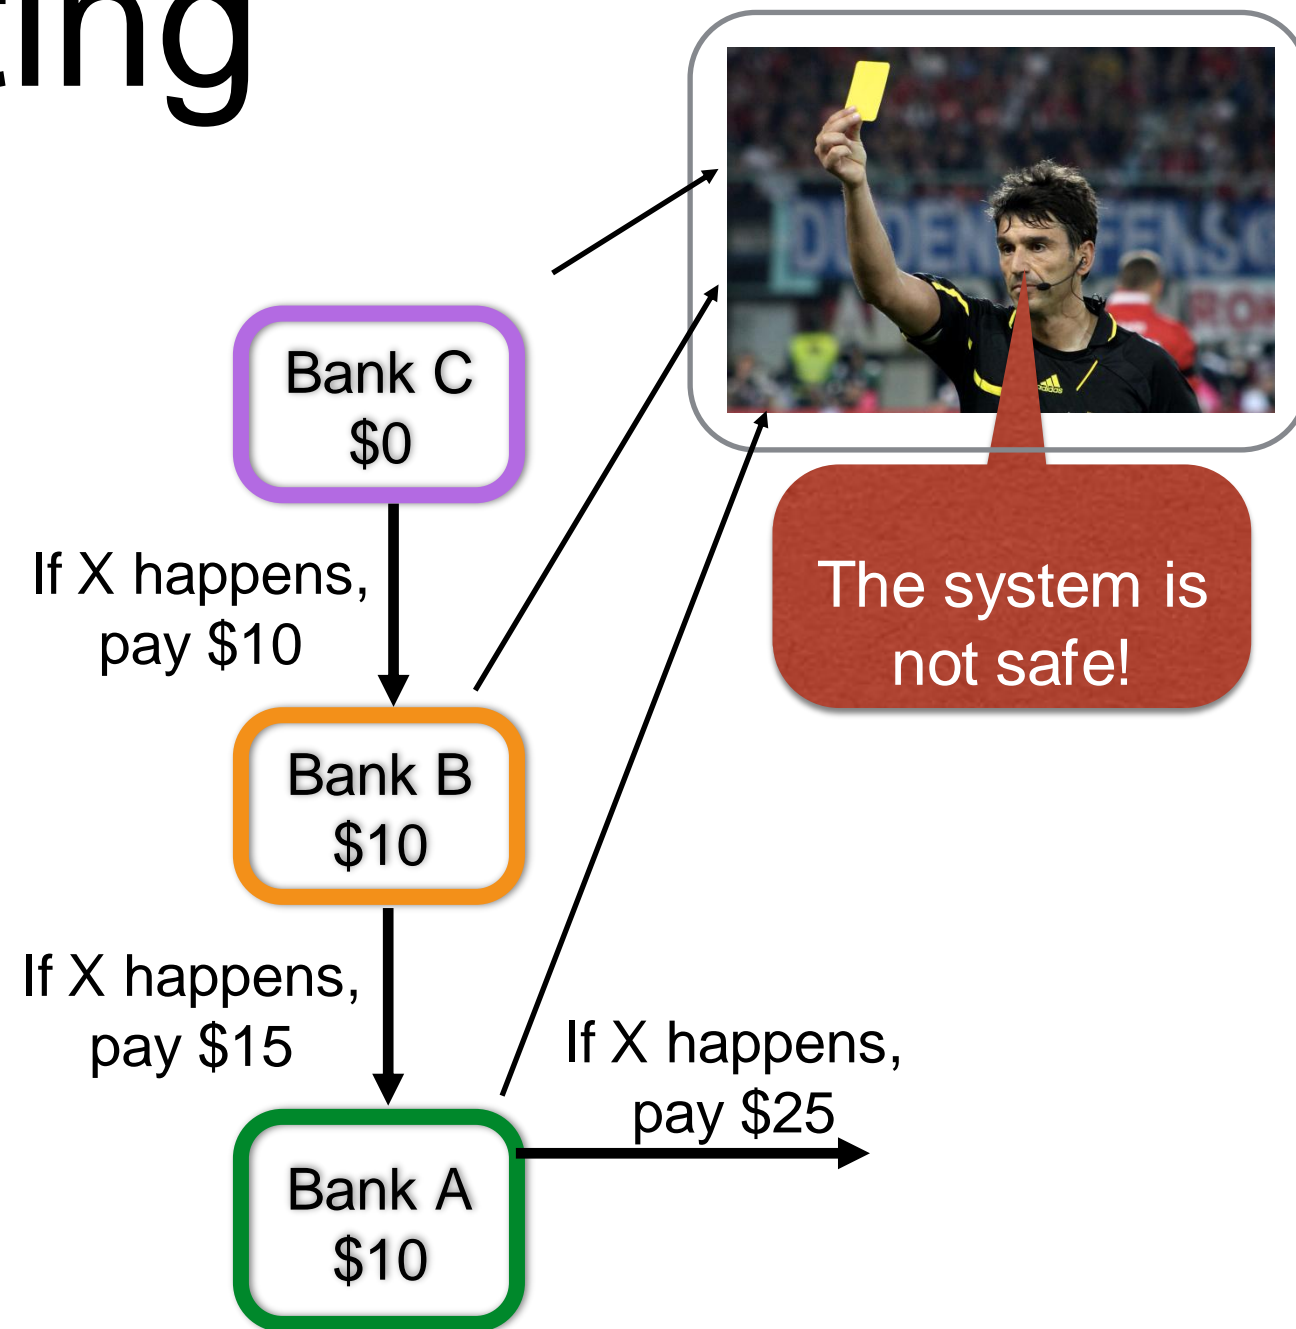 ting
Bank C
$0
If X happens,
pay $10
The system is
not safe!
Bank B
$10
If X happens,
pay $15
If X happens,
pay $25
Bank A
$10
adidas